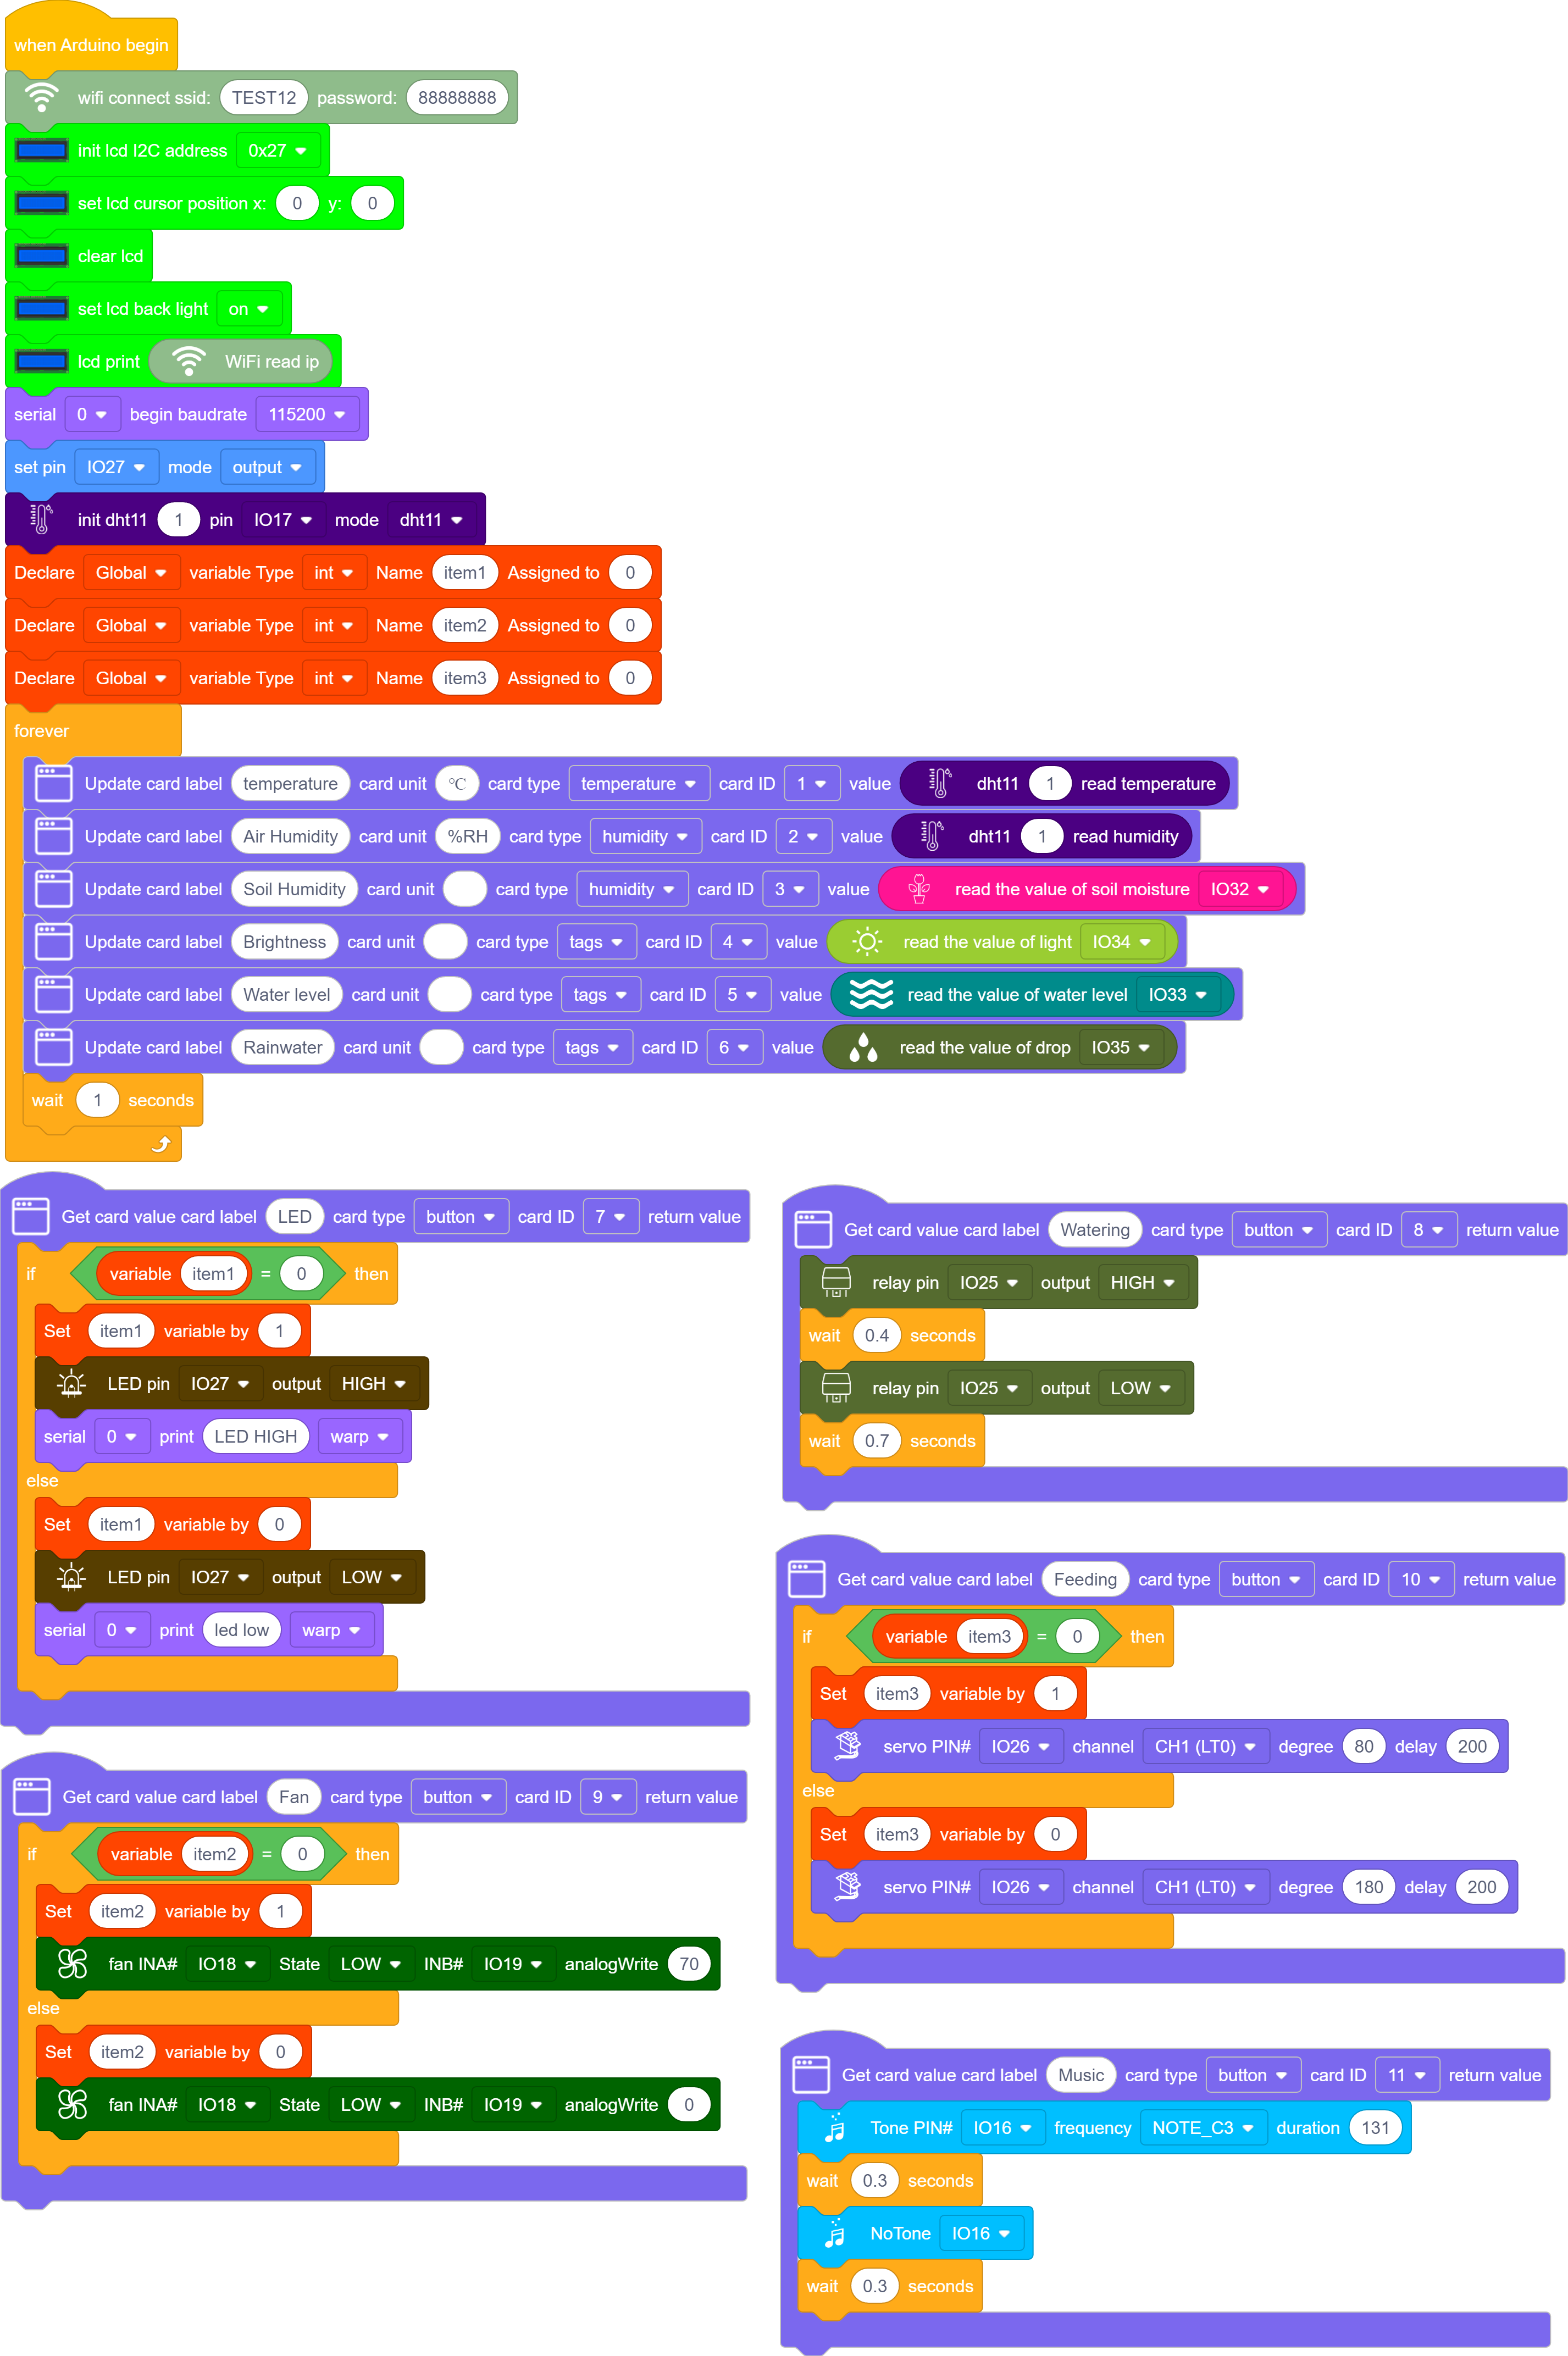 when Arduino begin
wifi connect ssid: TEST12 password: 88888888
init lcd I2C address 0x27
set lcd cursor position x: 0 y: 0
clear lcd
set lcd back light on
lcd print WiFi read ip
serial 0 begin baudrate 115200
set pin IO27 mode output
init dht11 1 pin IO17 mode dht11
Declare Global variable Type int Name item1 Assigned to 0
Declare Global variable Type int Name item2 Assigned to 0
Declare Global variable Type int Name item3 Assigned to 0
forever
Update card label temperature card unit ℃ card type temperature card ID 1 value dht11 1 read temperature
Update card label Air Humidity card unit %RH card type humidity card ID 2 value dht11 1 read humidity
Update card label Soil Humidity card unit card type humidity card ID 3 value read the value of soil moisture IO32
Update card label Brightness card unit card type tags card ID 4 value read the value of light IO34
Update card label Water level card unit card type tags card ID 5 value read the value of water level IO33
Update card label Rainwater card unit card type tags card ID 6 value read the value of drop IO35
wait 1 seconds
Get card value card label LED card type button card ID 7 return value
if variable item1 = 0 then
Set item1 variable by 1
LED pin IO27 output HIGH
serial 0 print LED HIGH warp
else
Set item1 variable by 0
LED pin IO27 output LOW
serial 0 print led low warp
Get card value card label Fan card type button card ID 9 return value
if variable item2 = 0 then
Set item2 variable by 1
fan INA# IO18 State LOW INB# IO19 analogWrite 70
else
Set item2 variable by 0
fan INA# IO18 State LOW INB# IO19 analogWrite 0
Get card value card label Watering card type button card ID 8 return value
relay pin IO25 output HIGH
wait 0.4 seconds
relay pin IO25 output LOW
wait 0.7 seconds
Get card value card label Feeding card type button card ID 10 return value
if variable item3 = 0 then
Set item3 variable by 1
servo PIN# IO26 channel CH1 (LT0) degree 80 delay 200
else
Set item3 variable by 0
servo PIN# IO26 channel CH1 (LT0) degree 180 delay 200
Get card value card label Music card type button card ID 11 return value
Tone PIN# IO16 frequency NOTE_C3 duration 131
wait 0.3 seconds
NoTone IO16
wait 0.3 seconds